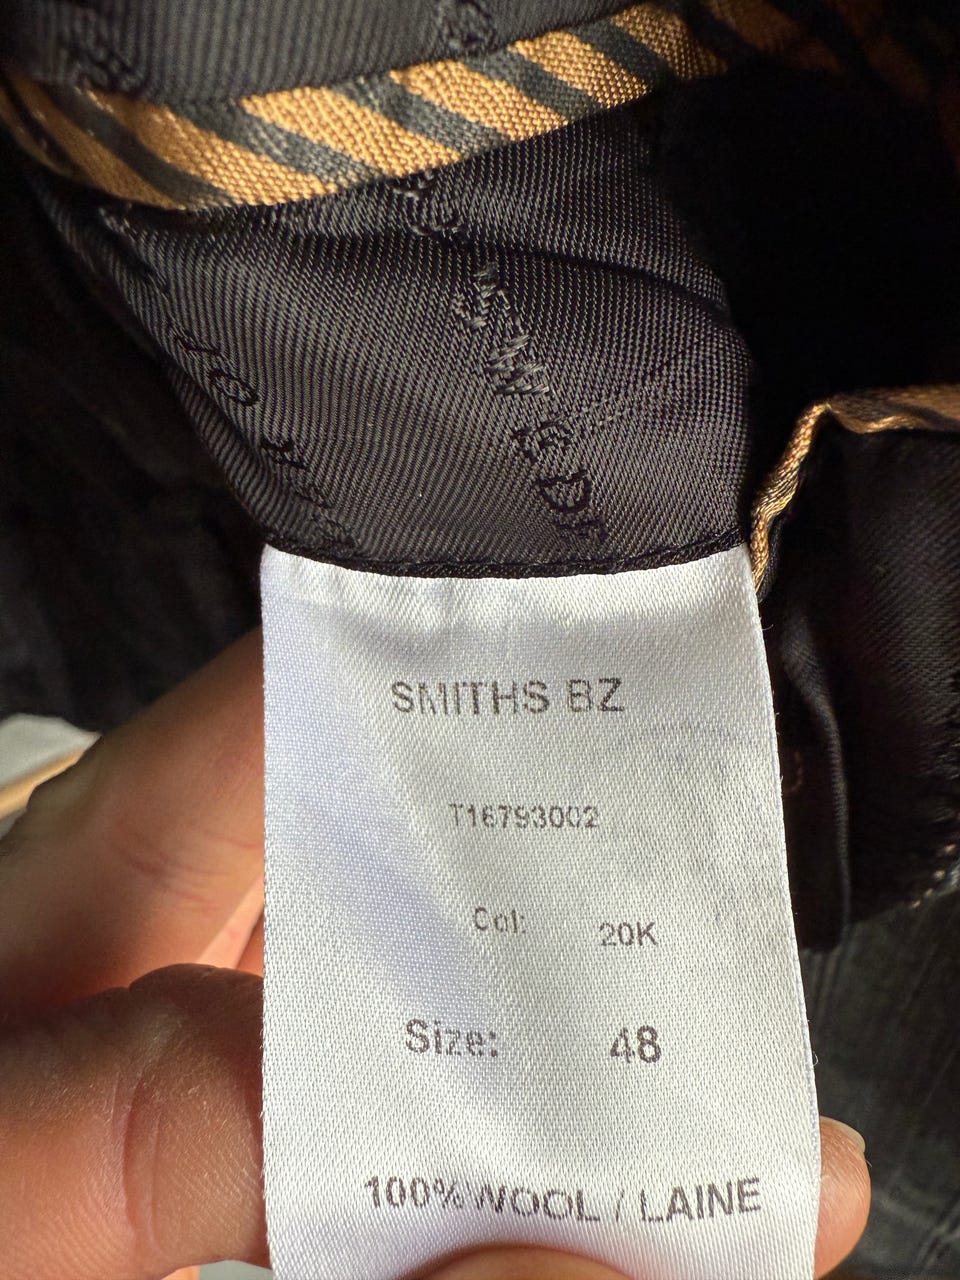 SMITHS BZ
T16793002
Col: 20K
Size: 48
100% WOOL / LAINE